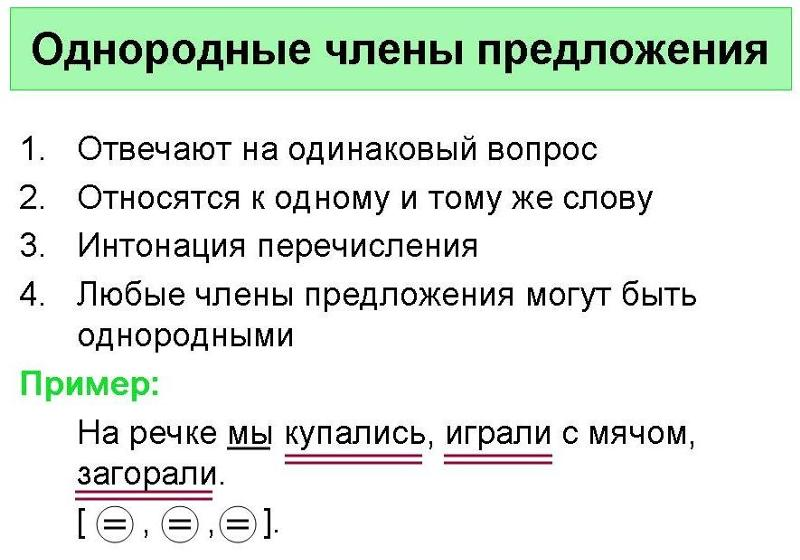 Однородные члены предложения
1. Отвечают на одинаковый вопрос
2. Относятся к одному и тому же слову
3. Интонация перечисления
4. Любые члены предложения могут быть
однородными
Пример:
На речке мы купались, играли с мячом,
загорали.
[ = , = , = ].